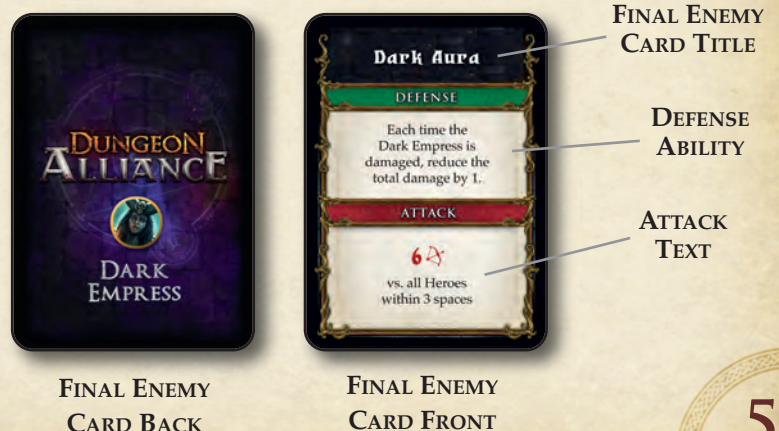 DUNGEON
ALLIANCE
DARK
EMPRESS
FINAL ENEMY
CARD BACK
Dark Aura
DEFENSE
Each time the
Dark Empress is
damaged, reduce the
total damage by 1.
ATTACK
6
vs. all Heroes
within 3 spaces
FINAL ENEMY
CARD FRONT
FINAL ENEMY
CARD TITLE
DEFENSE
ABILITY
ATTACK
TEXT
5